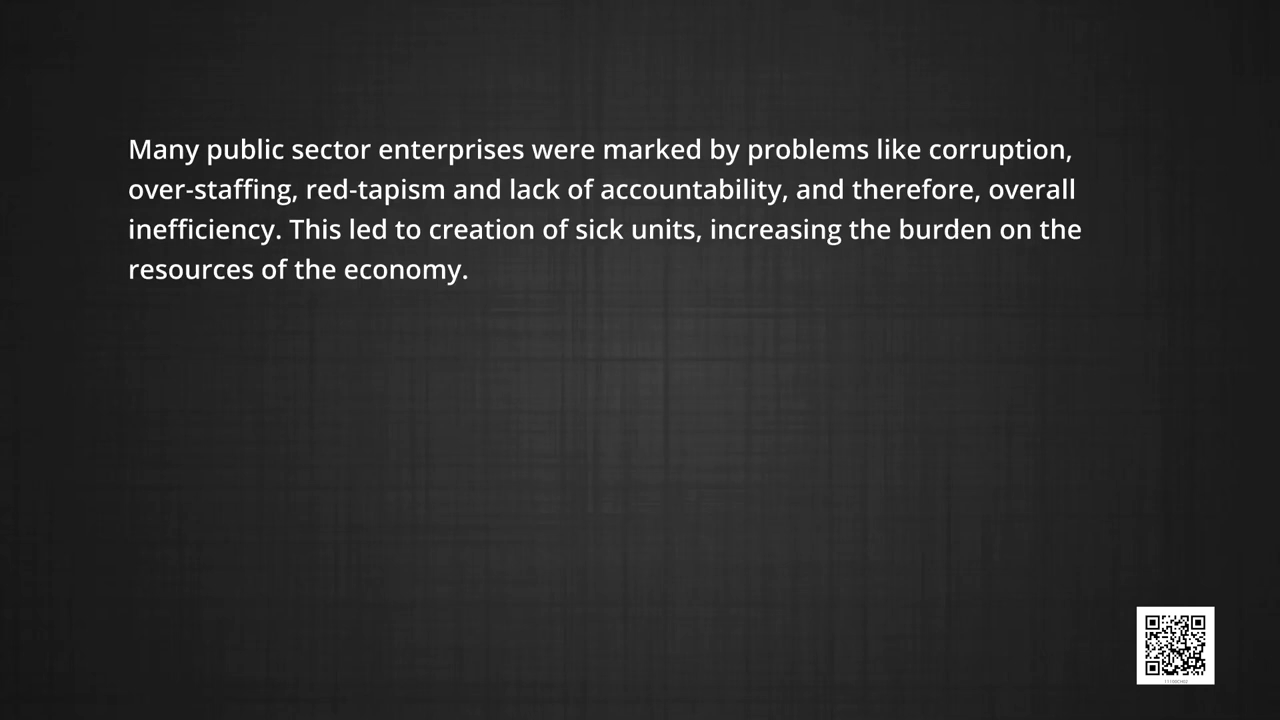 Many public sector enterprises were marked by problems like corruption,
over-staffing, red-tapism and lack of accountability, and therefore, overall
inefficiency. This led to creation of sick units, increasing the burden on the
resources of the economy.